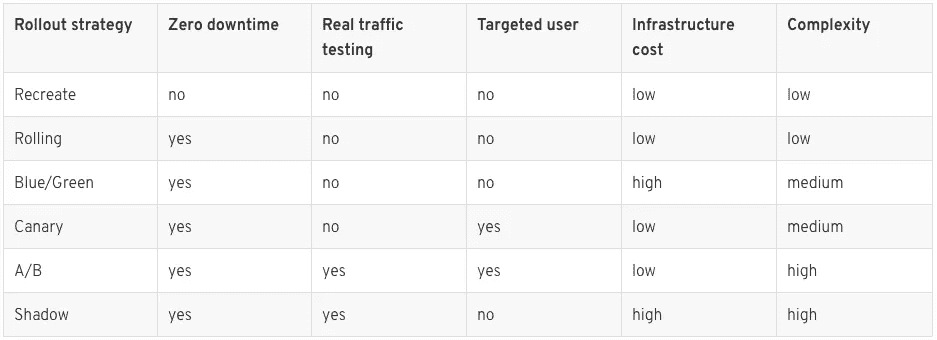 Rollout strategy Zero downtime Real traffic testing Targeted user Infrastructure cost Complexity
Recreate no no no low low
Rolling yes no no low low
Blue/Green yes no no high medium
Canary yes no yes low medium
A/B yes yes yes low high
Shadow yes yes no high high